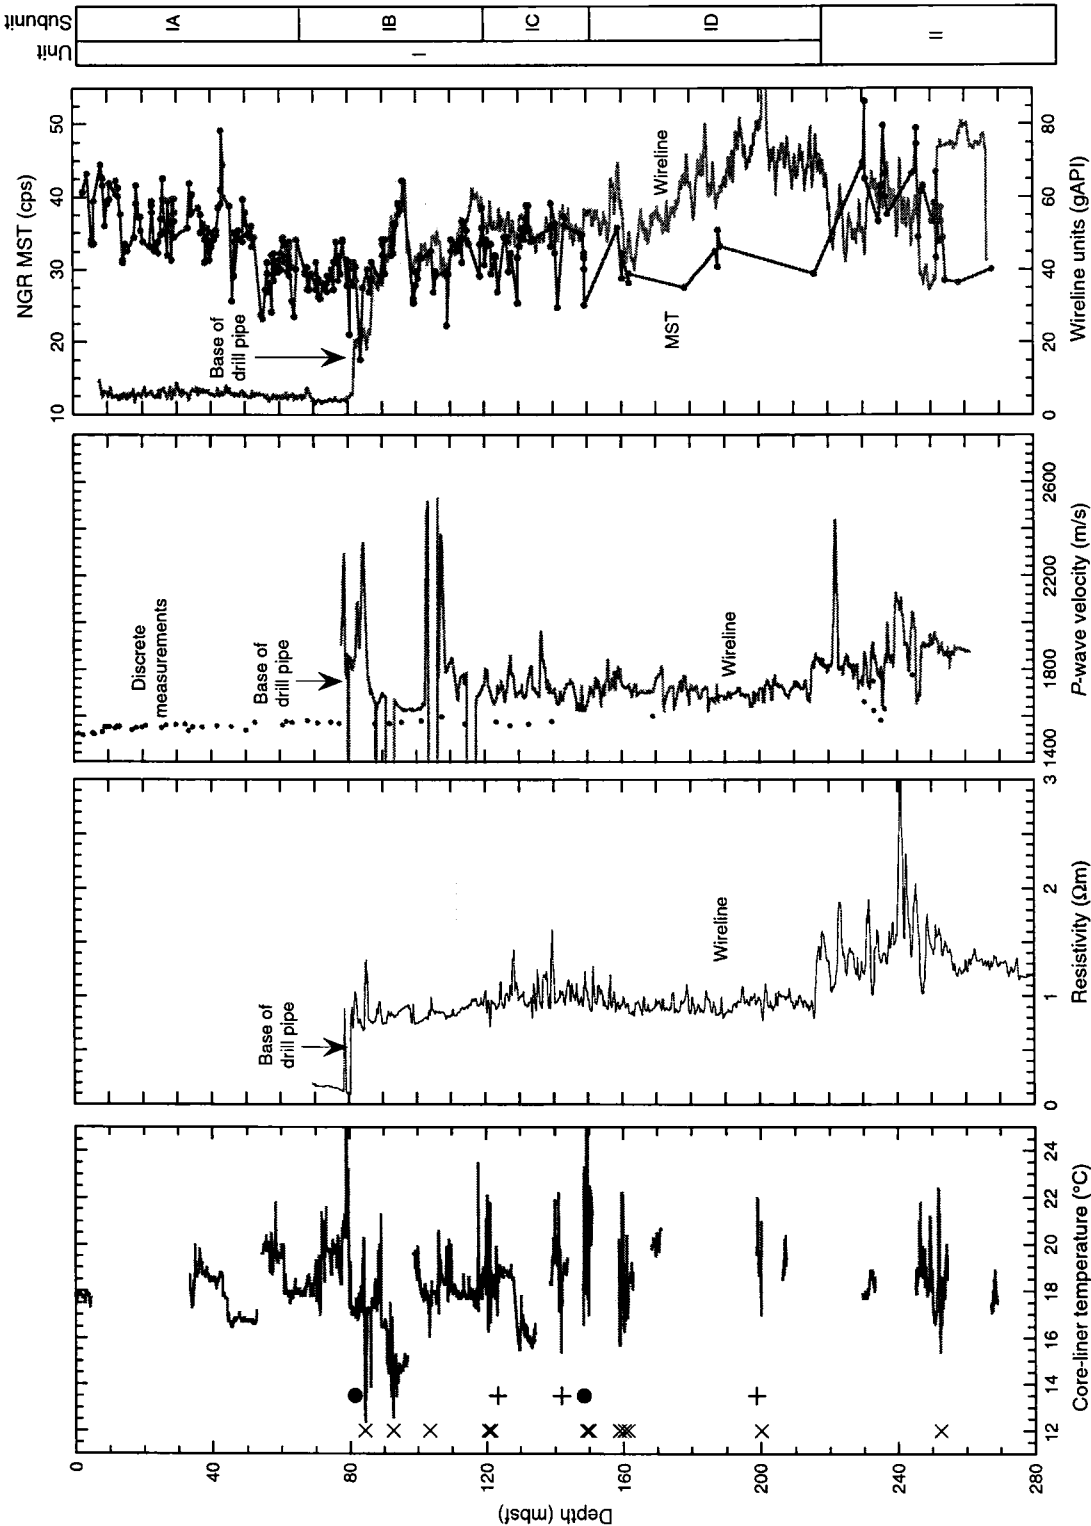 Subunit
Unit
IA
IB
IC
ID
I
II
NGR MST (cps)
10
20
30
40
50
Base of
drill pipe
Wireline
MST
0
20
40
60
80
Wireline units (gAPI)
Discrete
measurements
Base of
drill pipe
Wireline
1400
1800
2200
2600
P-wave velocity (m/s)
Base of
drill pipe
Wireline
0
1
2
3
Resistivity (Ωm)
12
14
16
18
20
22
24
Core-liner temperature (°C)
0
40
80
120
160
200
240
280
Depth (mbsf)